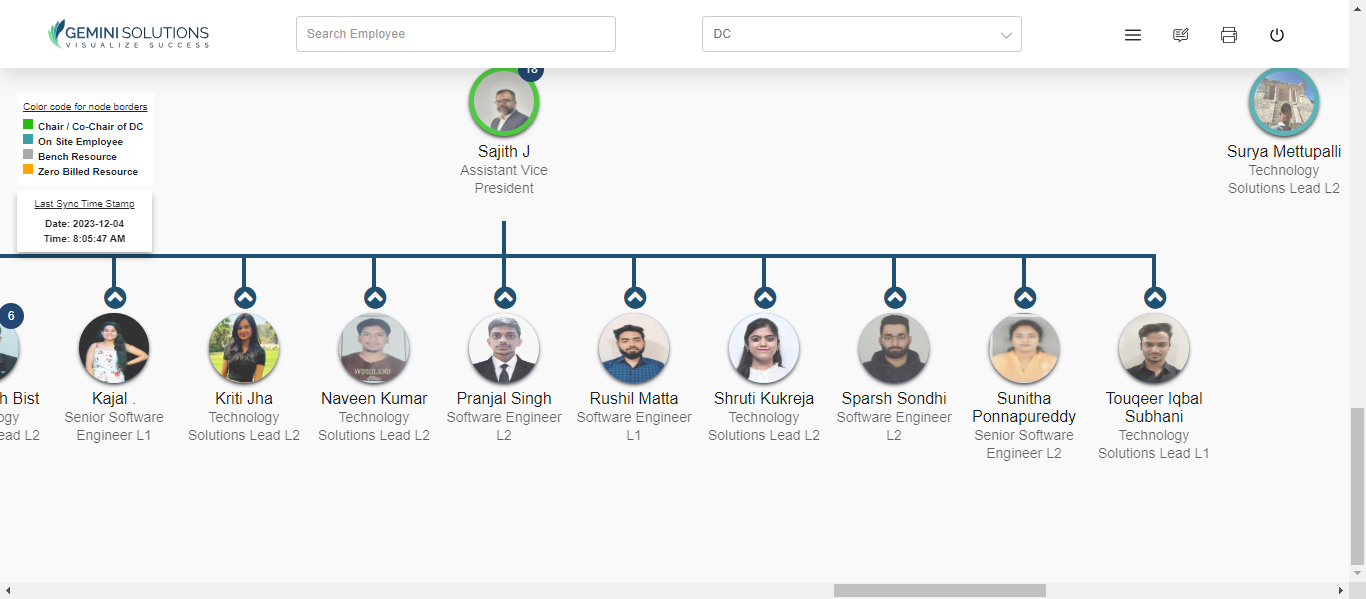 GEMINI SOLUTIONS
VISUALIZE SUCCESS
Search Employee
DC
Color code for node borders
Chair / Co-Chair of DC
On Site Employee
Bench Resource
Zero Billed Resource
Last Sync Time Stamp
Date: 2023-12-04
Time: 8:05:47 AM
18
Sajith J
Assistant Vice
President
Surya Mettupalli
Technology
Solutions Lead L2
6
h Bist
ogy
ead L2
Kajal .
Senior Software
Engineer L1
Kriti Jha
Technology
Solutions Lead L2
WOODLAND
Naveen Kumar
Technology
Solutions Lead L2
Pranjal Singh
Software Engineer
L2
Rushil Matta
Software Engineer
L1
Shruti Kukreja
Technology
Solutions Lead L2
Sparsh Sondhi
Software Engineer
L2
Sunitha
Ponnapureddy
Senior Software
Engineer L2
Touqeer Iqbal
Subhani
Technology
Solutions Lead L1